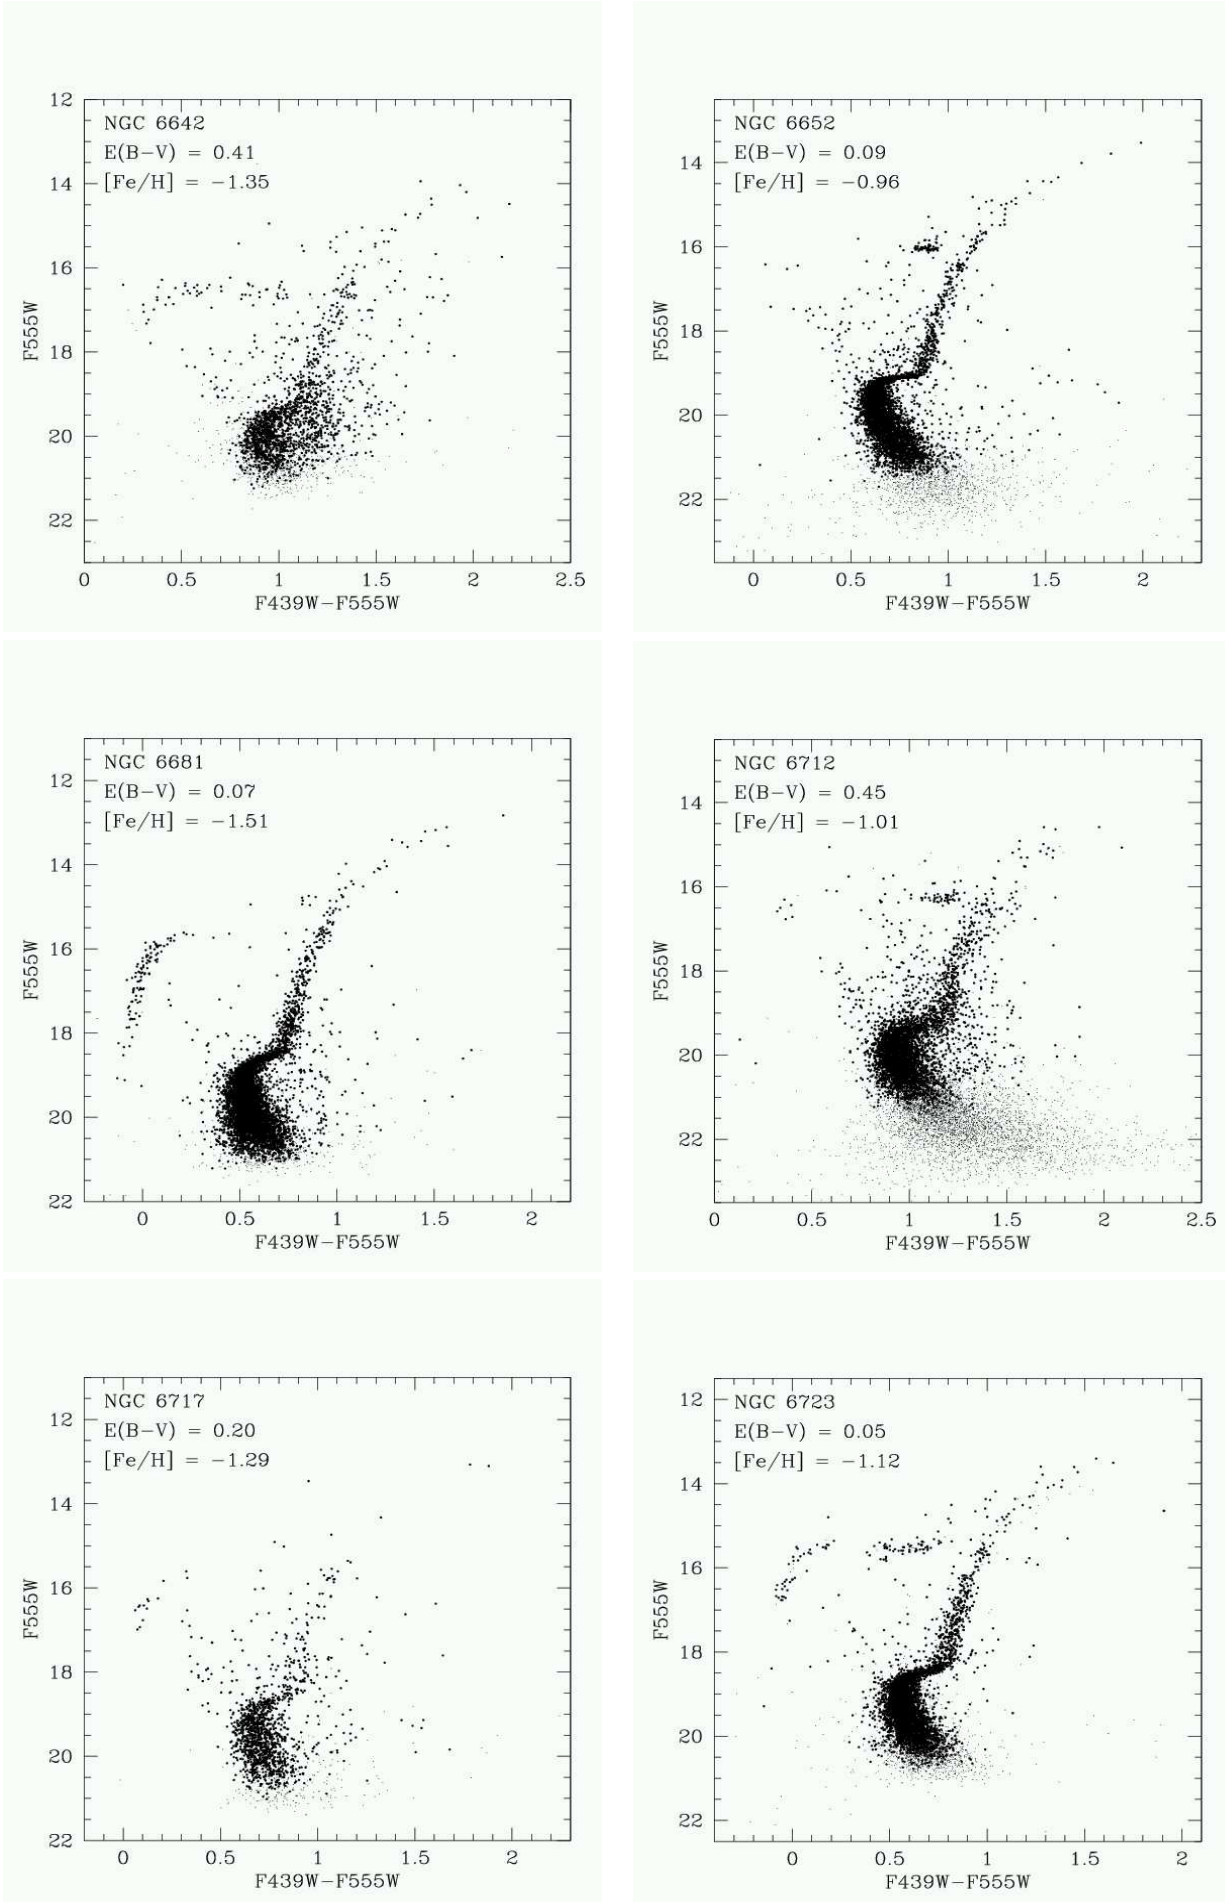 12
14
16
18
20
22
F555W
NGC 6642
E(B−V) = 0.41
[Fe/H] = −1.35
0 0.5 1 1.5 2 2.5
F439W−F555W
14
16
18
20
22
F555W
NGC 6652
E(B−V) = 0.09
[Fe/H] = −0.96
0 0.5 1 1.5 2
F439W−F555W
12
14
16
18
20
22
F555W
NGC 6681
E(B−V) = 0.07
[Fe/H] = −1.51
0 0.5 1 1.5 2
F439W−F555W
14
16
18
20
22
F555W
NGC 6712
E(B−V) = 0.45
[Fe/H] = −1.01
0 0.5 1 1.5 2 2.5
F439W−F555W
12
14
16
18
20
22
F555W
NGC 6717
E(B−V) = 0.20
[Fe/H] = −1.29
0 0.5 1 1.5 2
F439W−F555W
12
14
16
18
20
22
F555W
NGC 6723
E(B−V) = 0.05
[Fe/H] = −1.12
0 0.5 1 1.5 2
F439W−F555W